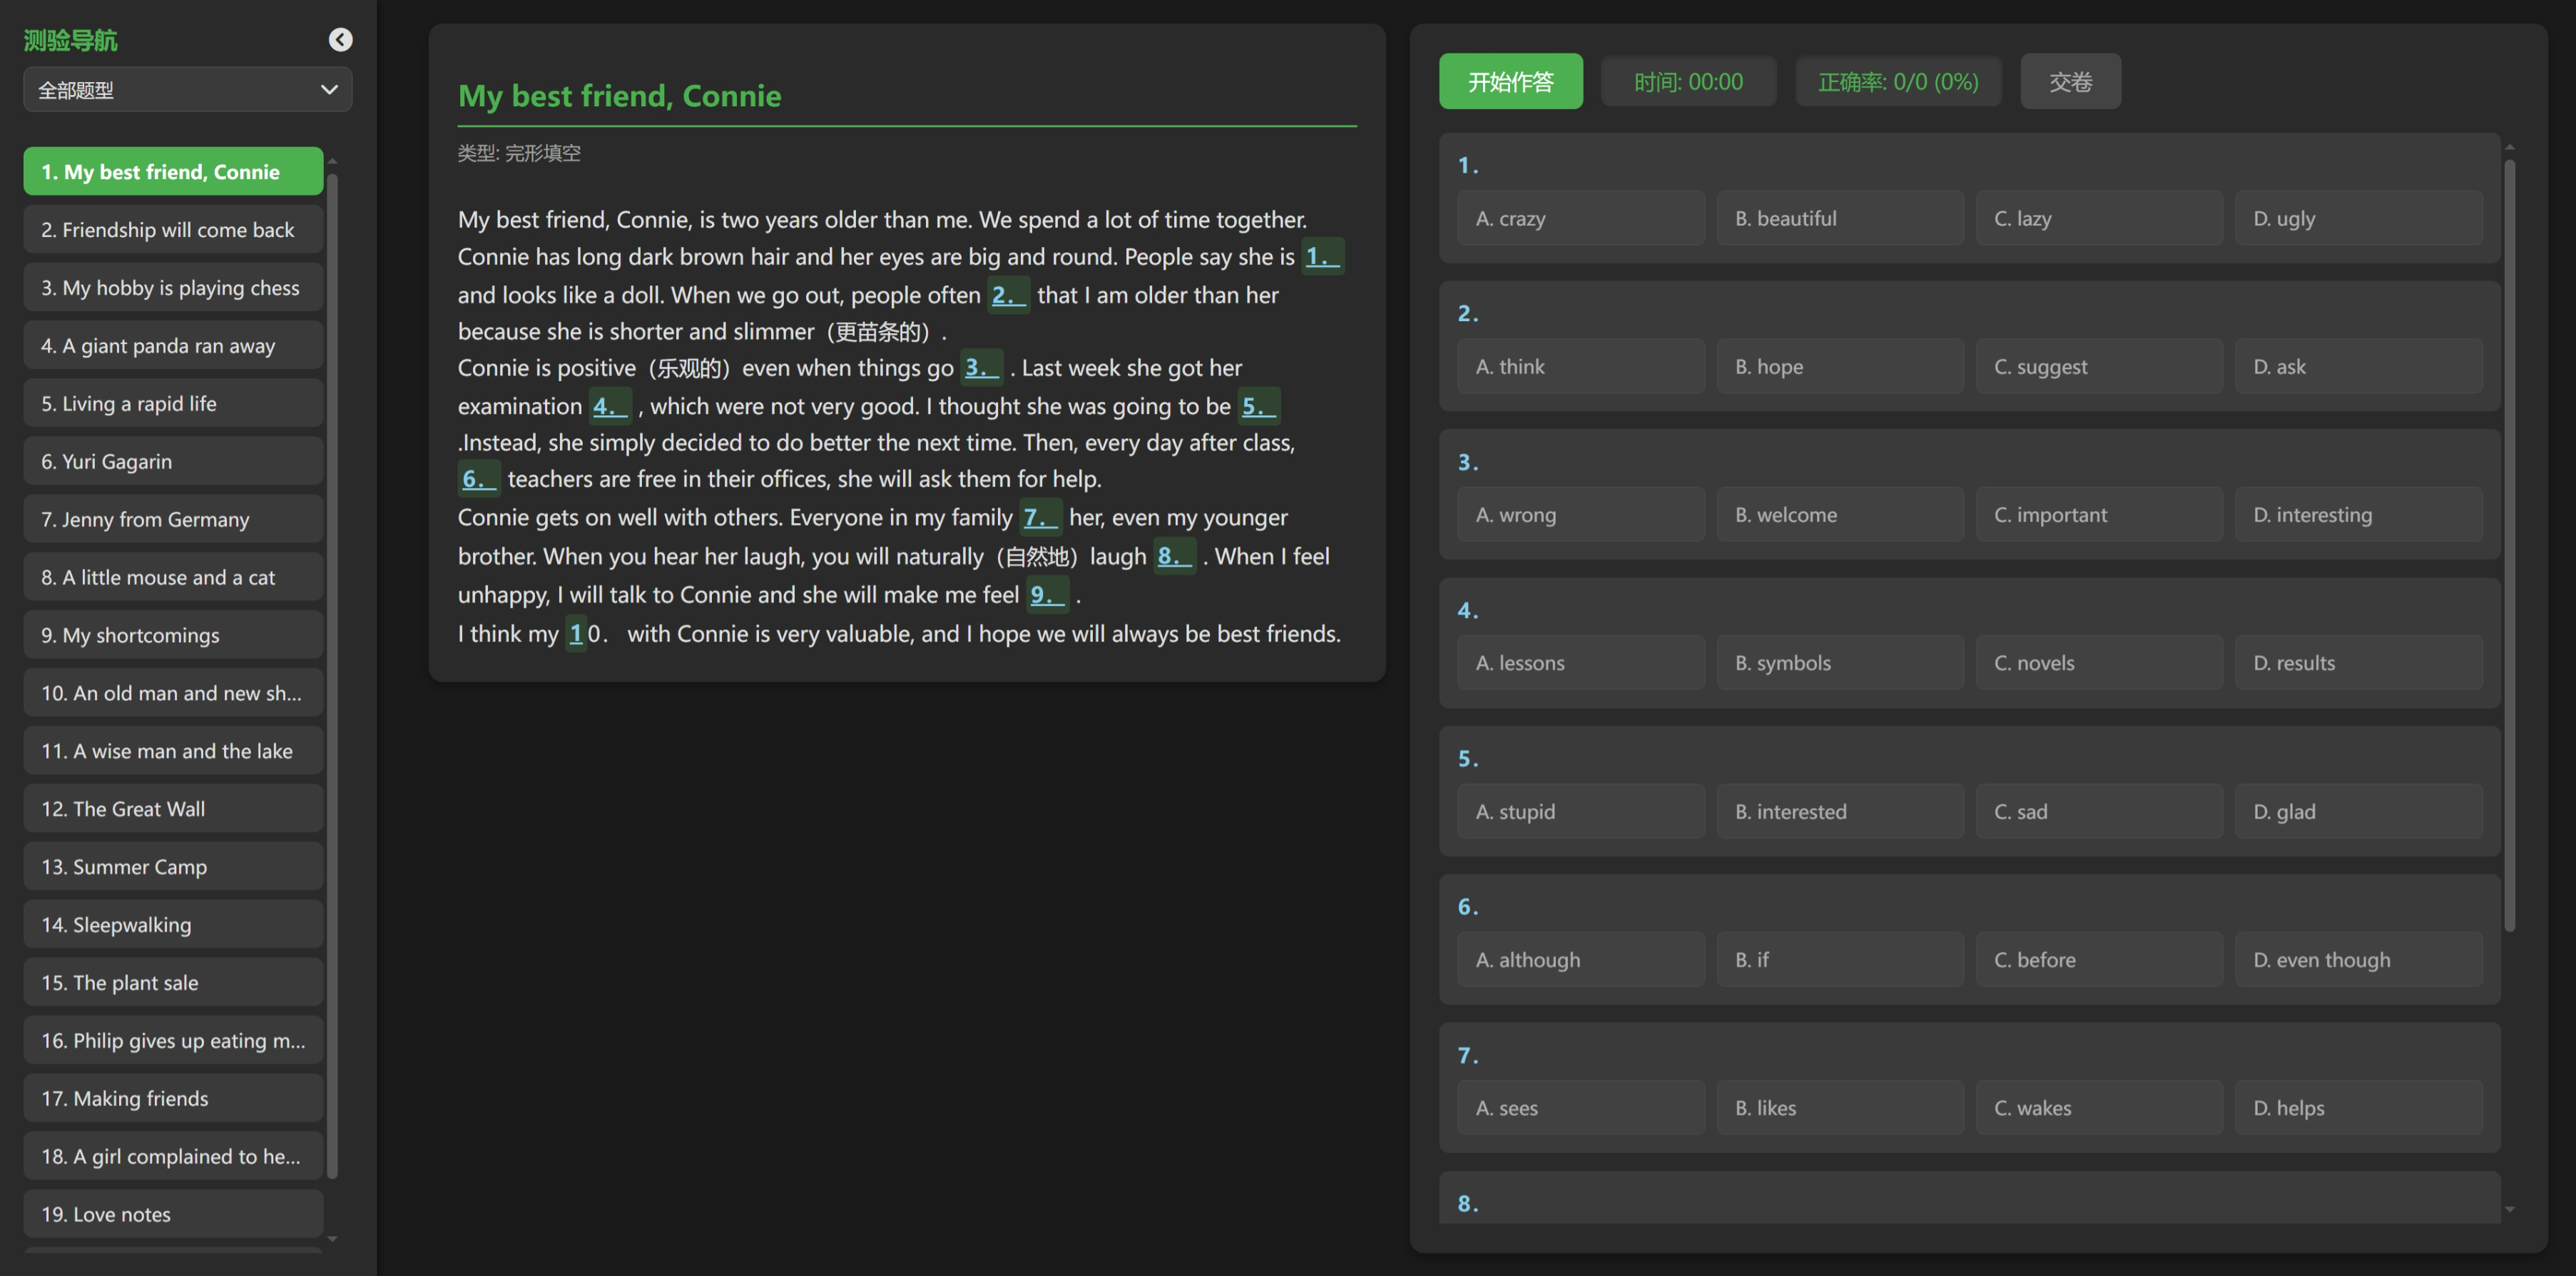 测验导航
全部题型
1. My best friend, Connie
2. Friendship will come back
3. My hobby is playing chess
4. A giant panda ran away
5. Living a rapid life
6. Yuri Gagarin
7. Jenny from Germany
8. A little mouse and a cat
9. My shortcomings
10. An old man and new sh...
11. A wise man and the lake
12. The Great Wall
13. Summer Camp
14. Sleepwalking
15. The plant sale
16. Philip gives up eating m...
17. Making friends
18. A girl complained to he...
19. Love notes
My best friend, Connie
类型: 完形填空
My best friend, Connie, is two years older than me. We spend a lot of time together.
Connie has long dark brown hair and her eyes are big and round. People say she is 1.__
and looks like a doll. When we go out, people often 2.__ that I am older than her
because she is shorter and slimmer（更苗条的）.
Connie is positive（乐观的）even when things go 3.__ . Last week she got her
examination 4.__ , which were not very good. I thought she was going to be 5.__
.Instead, she simply decided to do better the next time. Then, every day after class,
6.__ teachers are free in their offices, she will ask them for help.
Connie gets on well with others. Everyone in my family 7.__ her, even my younger
brother. When you hear her laugh, you will naturally（自然地）laugh 8.__ . When I feel
unhappy, I will talk to Connie and she will make me feel 9.__ .
I think my 10. with Connie is very valuable, and I hope we will always be best friends.
开始作答 时间: 00:00 正确率: 0/0 (0%) 交卷
1.
A. crazy B. beautiful C. lazy D. ugly
2.
A. think B. hope C. suggest D. ask
3.
A. wrong B. welcome C. important D. interesting
4.
A. lessons B. symbols C. novels D. results
5.
A. stupid B. interested C. sad D. glad
6.
A. although B. if C. before D. even though
7.
A. sees B. likes C. wakes D. helps
8.